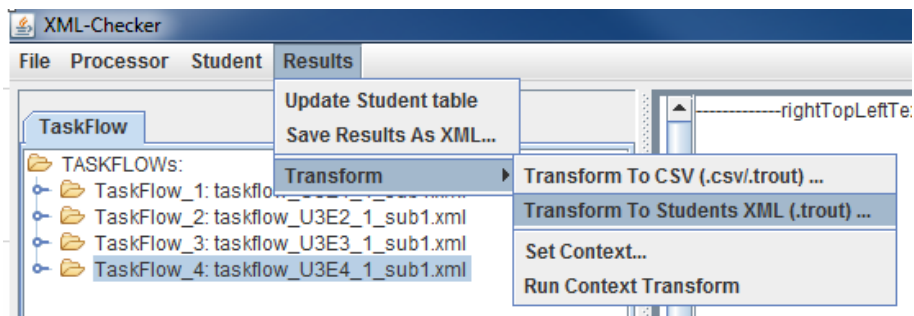 XML-Checker
File Processor Student Results
Update Student table
Save Results As XML...
Transform
Transform To CSV (.csv/.trout) ...
Transform To Students XML (.trout) ...
Set Context...
Run Context Transform
TaskFlow
TASKFLOWs:
TaskFlow_1:
TaskFlow_2: taskflow_U3E2_1_sub1.xml
TaskFlow_3: taskflow_U3E3_1_sub1.xml
TaskFlow_4: taskflow_U3E4_1_sub1.xml
-------------rightTopLeftTe